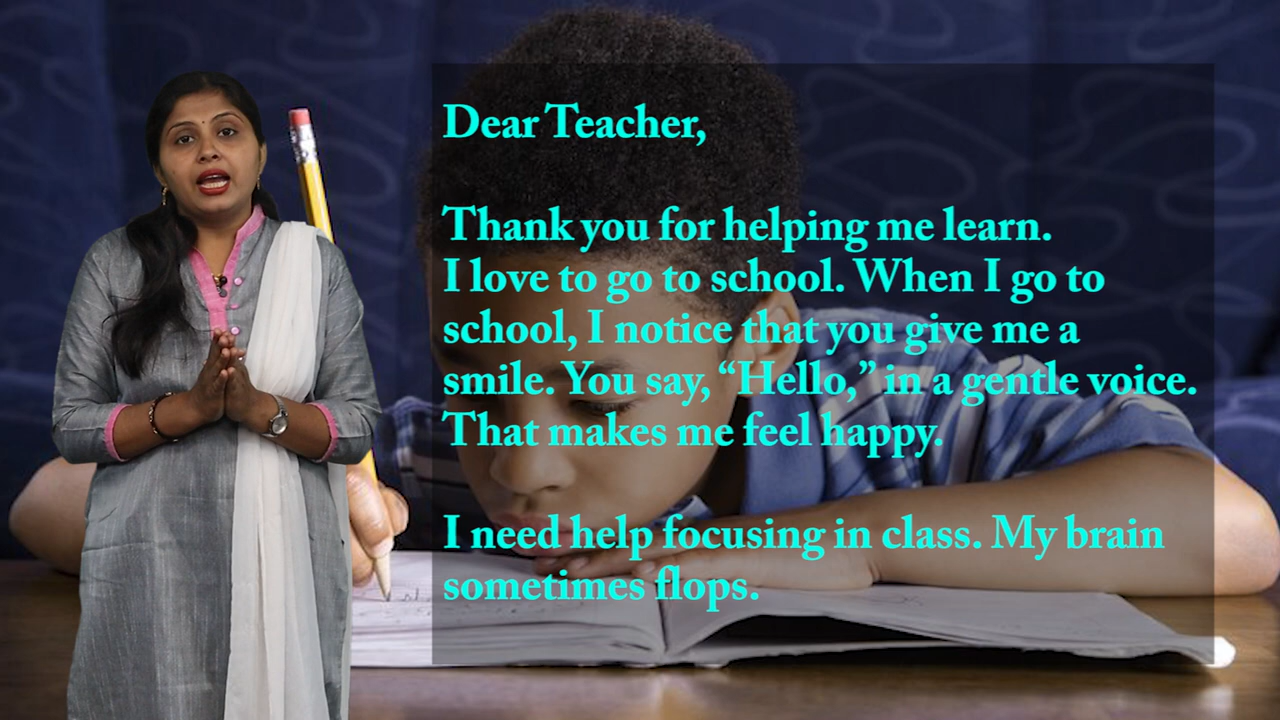 Dear Teacher,
Thank you for helping me learn.
I love to go to school. When I go to
school, I notice that you give me a
smile. You say, “Hello,” in a gentle voice.
That makes me feel happy.
I need help focusing in class. My brain
sometimes flops.